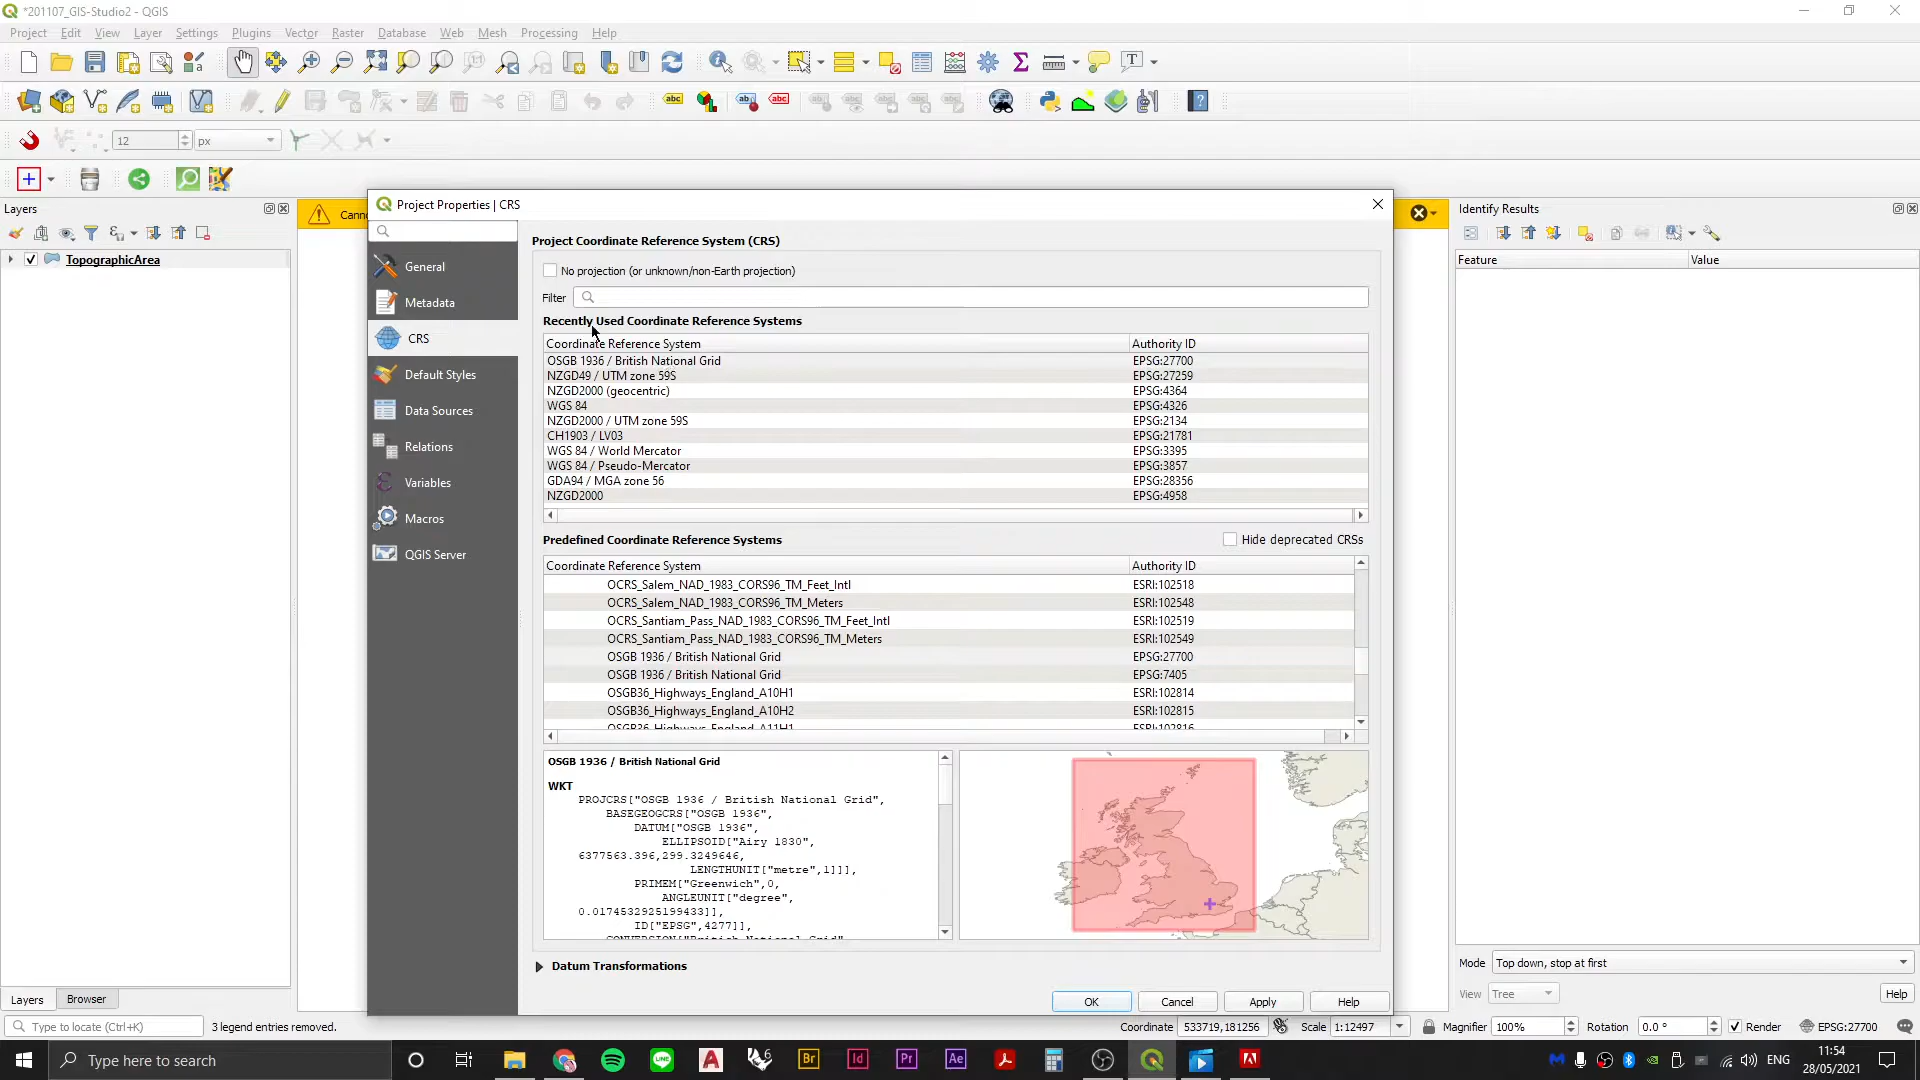 *201107_GIS-Studio2 - QGIS
Project Edit View Layer Settings Plugins Vector Raster Database Web Mesh Processing Help
12 px
Layers
Cann
Identify Results
TopographicArea
Feature Value
Project Properties | CRS
General
Metadata
CRS
Default Styles
Data Sources
Relations
Variables
Macros
QGIS Server
Project Coordinate Reference System (CRS)
No projection (or unknown/non-Earth projection)
Filter
Recently Used Coordinate Reference Systems
Coordinate Reference System Authority ID
OSGB 1936 / British National Grid EPSG:27700
NZGD49 / UTM zone 59S EPSG:27259
NZGD2000 (geocentric) EPSG:4364
WGS 84 EPSG:4326
NZGD2000 / UTM zone 59S EPSG:2134
CH1903 / LV03 EPSG:21781
WGS 84 / World Mercator EPSG:3395
WGS 84 / Pseudo-Mercator EPSG:3857
GDA94 / MGA zone 56 EPSG:28356
NZGD2000 EPSG:4958
Predefined Coordinate Reference Systems Hide deprecated CRSs
Coordinate Reference System Authority ID
OCRS_Salem_NAD_1983_CORS96_TM_Feet_Intl ESRI:102518
OCRS_Salem_NAD_1983_CORS96_TM_Meters ESRI:102548
OCRS_Santiam_Pass_NAD_1983_CORS96_TM_Feet_Intl ESRI:102519
OCRS_Santiam_Pass_NAD_1983_CORS96_TM_Meters ESRI:102549
OSGB 1936 / British National Grid EPSG:27700
OSGB 1936 / British National Grid EPSG:7405
OSGB36_Highways_England_A10H1 ESRI:102814
OSGB36_Highways_England_A10H2 ESRI:102815
OSGB36_Highways_England_A11H1 ESRI:102816
OSGB 1936 / British National Grid
WKT
PROJCRS["OSGB 1936 / British National Grid",
BASEGEOGCRS["OSGB 1936",
DATUM["OSGB 1936",
ELLIPSOID["Airy 1830",
6377563.396,299.3249646,
LENGTHUNIT["metre",1]]],
PRIMEM["Greenwich",0,
ANGLEUNIT["degree",
0.0174532925199433]],
ID["EPSG",4277]],
CONVERSION["British National Grid"
Datum Transformations
OK Cancel Apply Help
Mode Top down, stop at first
View Tree Help
Layers Browser
Type to locate (Ctrl+K) 3 legend entries removed. Coordinate 533719,181256 Scale 1:12497 Magnifier 100% Rotation 0.0 ° Render EPSG:27700
Type here to search
ENG
11:54
28/05/2021